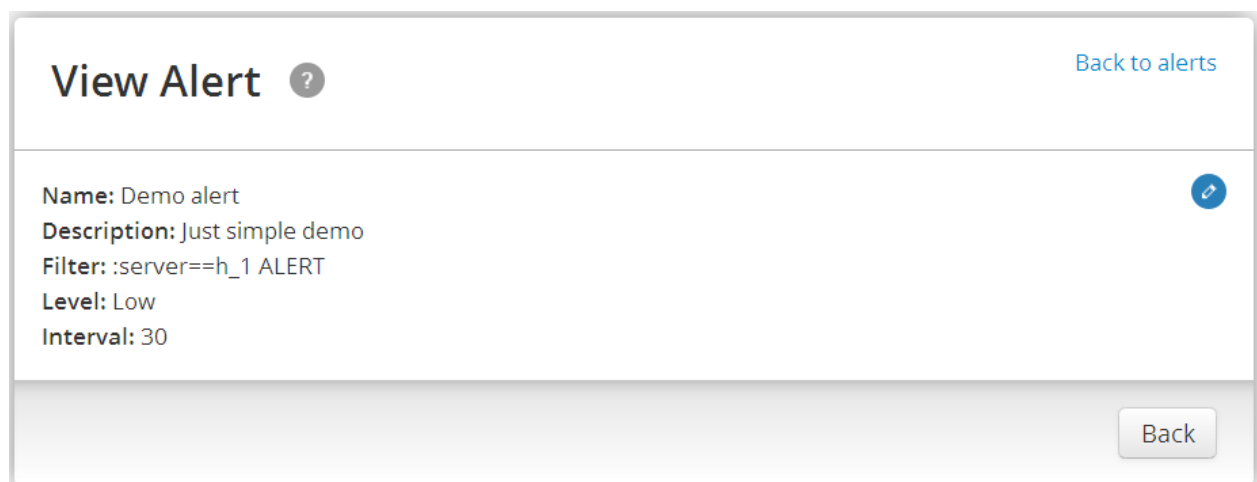 View Alert ?
Back to alerts
Name: Demo alert
Description: Just simple demo
Filter: :server==h_1 ALERT
Level: Low
Interval: 30
Back